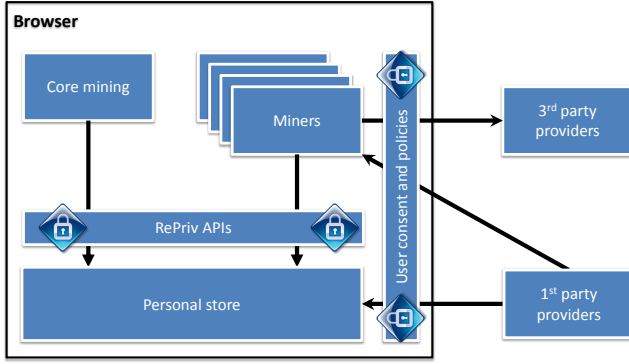 Browser
Core mining
Miners
3rd party
providers
User consent and policies
RePriv APIs
Personal store
1st party
providers